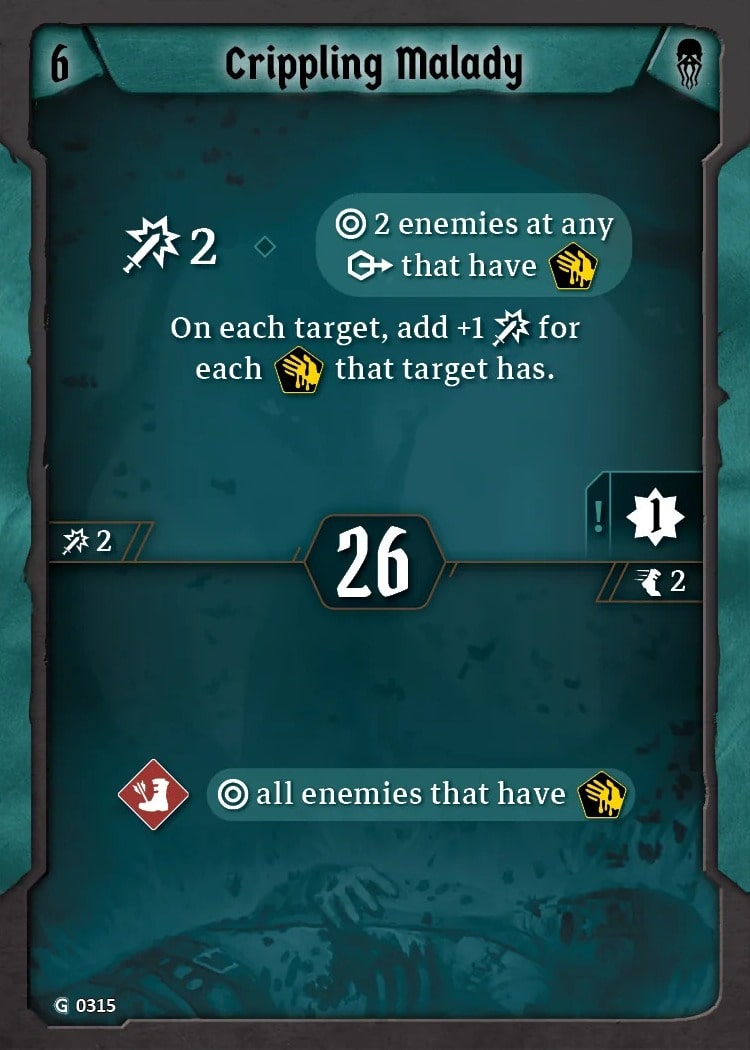 6
Crippling Malady
2
2 enemies at any
that have
On each target, add +1 for
each that target has.
! 1
2
26
2
all enemies that have
G 0315